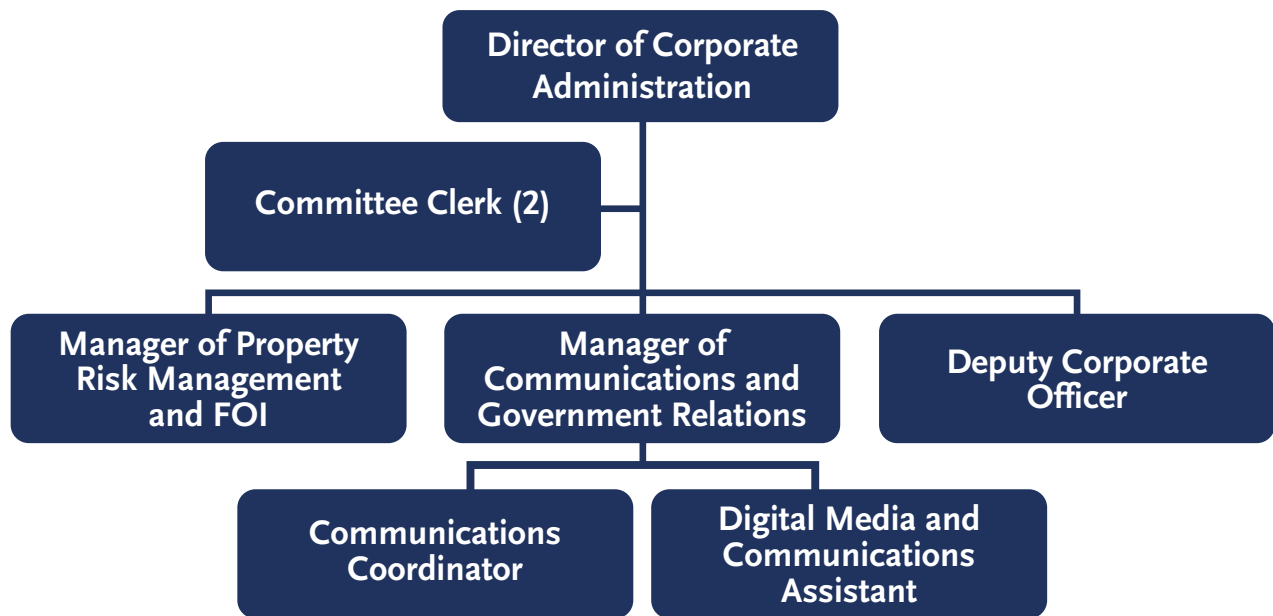 Director of Corporate
Administration
Committee Clerk (2)
Manager of Property
Risk Management
and FOI
Manager of
Communications and
Government Relations
Deputy Corporate
Officer
Communications
Coordinator
Digital Media and
Communications
Assistant